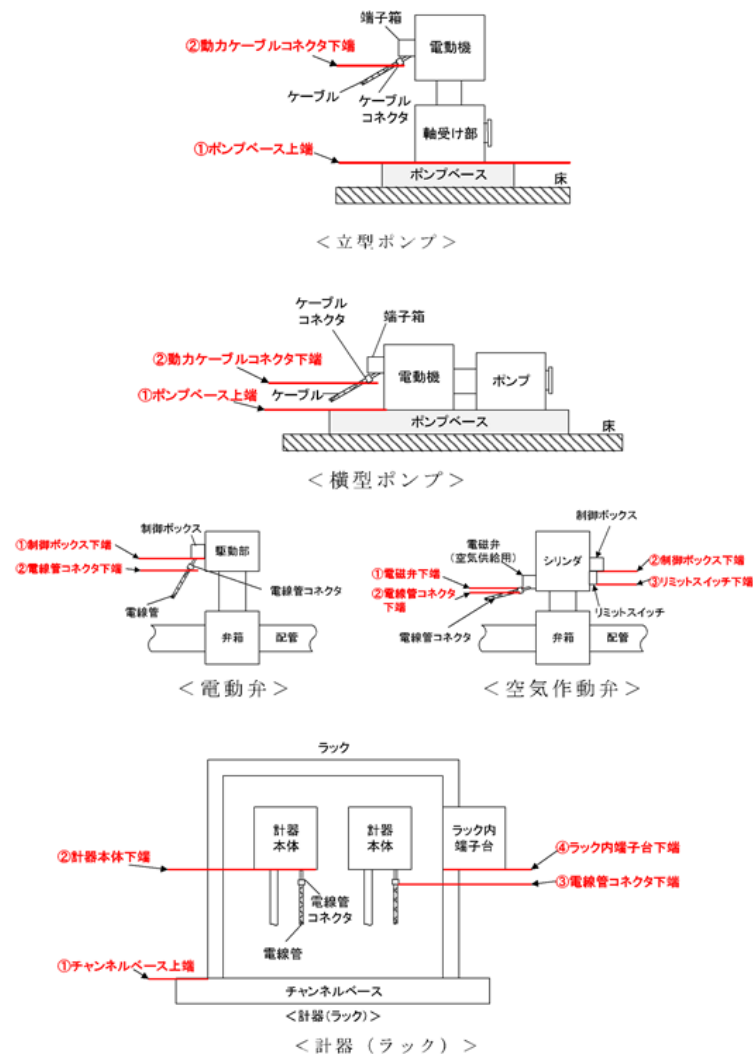 端子箱
②動力ケーブルコネクタ下端
電動機
ケーブル
ケーブル
コネクタ
軸受け部
①ポンプベース上端
ポンプベース
床
＜立型ポンプ＞
ケーブル
コネクタ
端子箱
②動力ケーブルコネクタ下端
電動機
ポンプ
ケーブル
①ポンプベース上端
ポンプベース
床
＜横型ポンプ＞
制御ボックス
①制御ボックス下端
駆動部
②電線管コネクタ下端
電線管コネクタ
電線管
弁箱
配管
＜電動弁＞
制御ボックス
電磁弁
(空気供給用)
シリンダ
②制御ボックス下端
①電磁弁下端
③リミットスイッチ下端
②電線管コネクタ
下端
リミットスイッチ
電線管コネクタ
弁箱
配管
＜空気作動弁＞
ラック
計器
本体
計器
本体
ラック内
端子台
②計器本体下端
④ラック内端子台下端
③電線管コネクタ下端
電線管
コネクタ
電線管
①チャンネルベース上端
チャンネルベース
＜計器(ラック)＞
＜計器（ラック）＞